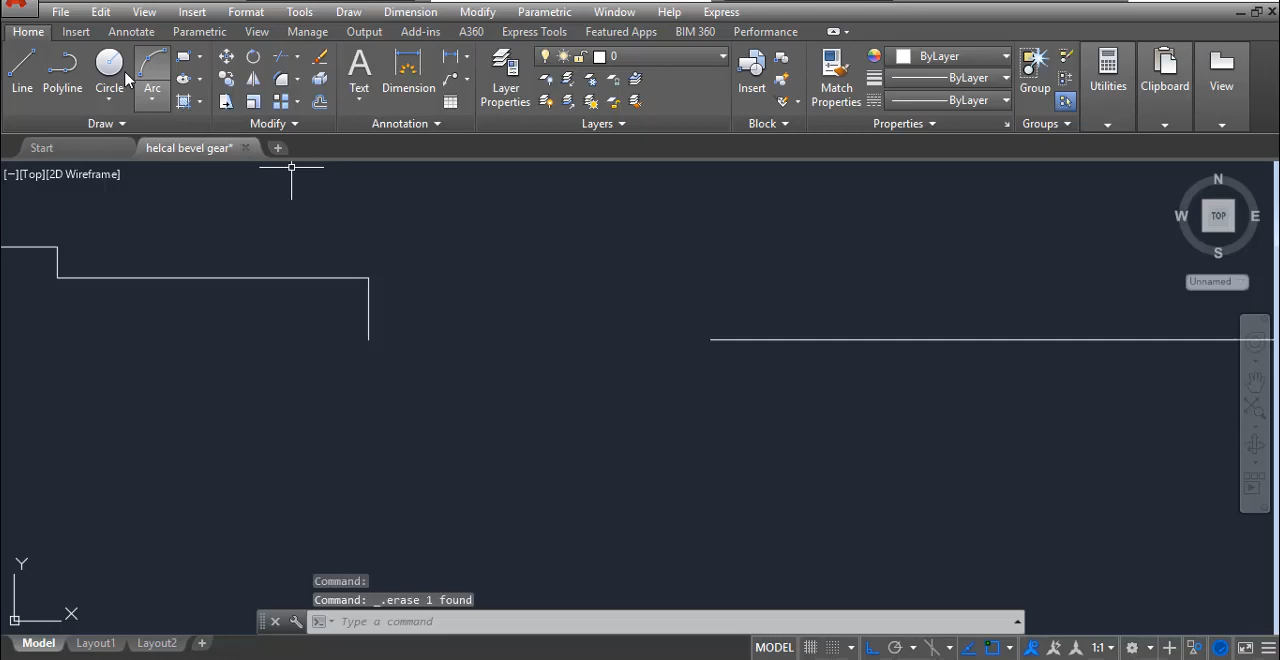 File Edit View Insert Format Tools Draw Dimension Modify Parametric Window Help Express
Home Insert Annotate Parametric View Manage Output Add-ins A360 Express Tools Featured Apps BIM 360 Performance
Line Polyline Circle Arc Text Dimension Layer Properties 0 Insert Match Properties ByLayer ByLayer ByLayer Group Utilities Clipboard View
Draw Modify Annotation Layers Block Properties Groups
Start helcal bevel gear*
[−][Top][2D Wireframe]
N
W TOP E
S
Unnamed
Y
X
Command:
Command: _.erase 1 found
Type a command
Model Layout1 Layout2 MODEL 1:1